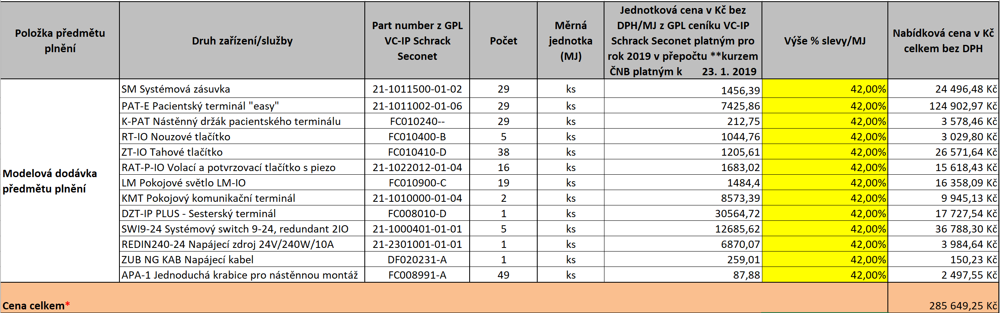 Položka předmětu
plnění
Druh zařízení/služby
Part number z GPL
VC-IP Schrack
Seconet
Počet
Měrná
jednotka
(MJ)
Jednotková cena v Kč bez
DPH/MJ z GPL ceníku VC-IP
Schrack Seconet platným pro
rok 2019 v přepočtu **kurzem
ČNB platným k 23. 1. 2019
Výše % slevy/MJ
Nabídková cena v Kč
celkem bez DPH
Modelová dodávka
předmětu plnění
SM Systémová zásuvka 21-1011500-01-02 29 ks 1456,39 42,00% 24 496,48 Kč
PAT-E Pacientský terminál "easy" 21-1011002-01-06 29 ks 7425,86 42,00% 124 902,97 Kč
K-PAT Nástěnný držák pacientského terminálu FC010240-- 29 ks 212,75 42,00% 3 578,46 Kč
RT-IO Nouzové tlačítko FC010400-B 5 ks 1044,76 42,00% 3 029,80 Kč
ZT-IO Tahové tlačítko FC010410-D 38 ks 1205,61 42,00% 26 571,64 Kč
RAT-P-IO Volací a potvrzovací tlačítko s piezo 21-1022012-01-04 16 ks 1683,02 42,00% 15 618,43 Kč
LM Pokojové světlo LM-IO FC010900-C 19 ks 1484,4 42,00% 16 358,09 Kč
KMT Pokojový komunikační terminál 21-1010000-01-04 2 ks 8573,39 42,00% 9 945,13 Kč
DZT-IP PLUS - Sesterský terminál FC008010-D 1 ks 30564,72 42,00% 17 727,54 Kč
SWI9-24 Systémový switch 9-24, redundant 2IO 21-1000401-01-01 5 ks 12685,62 42,00% 36 788,30 Kč
REDIN240-24 Napájecí zdroj 24V/240W/10A 21-2301001-01-01 1 ks 6870,07 42,00% 3 984,64 Kč
ZUB NG KAB Napájecí kabel DF020231-A 1 ks 259,01 42,00% 150,23 Kč
APA-1 Jednoduchá krabice pro nástěnnou montáž FC008991-A 49 ks 87,88 42,00% 2 497,55 Kč
Cena celkem* 285 649,25 Kč